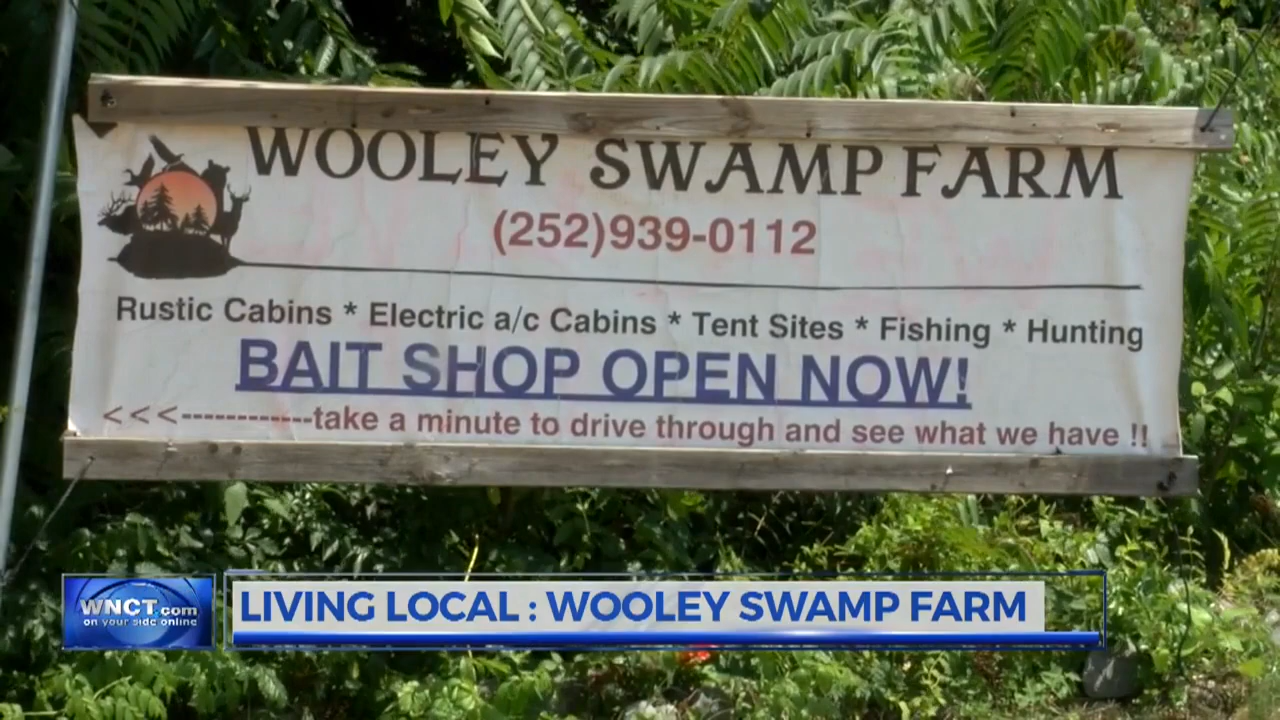 WOOLEY SWAMP FARM
(252)939-0112
Rustic Cabins * Electric a/c Cabins * Tent Sites * Fishing * Hunting
BAIT SHOP OPEN NOW!
<<<------------take a minute to drive through and see what we have !!
WNCT.com
on your side online
LIVING LOCAL : WOOLEY SWAMP FARM